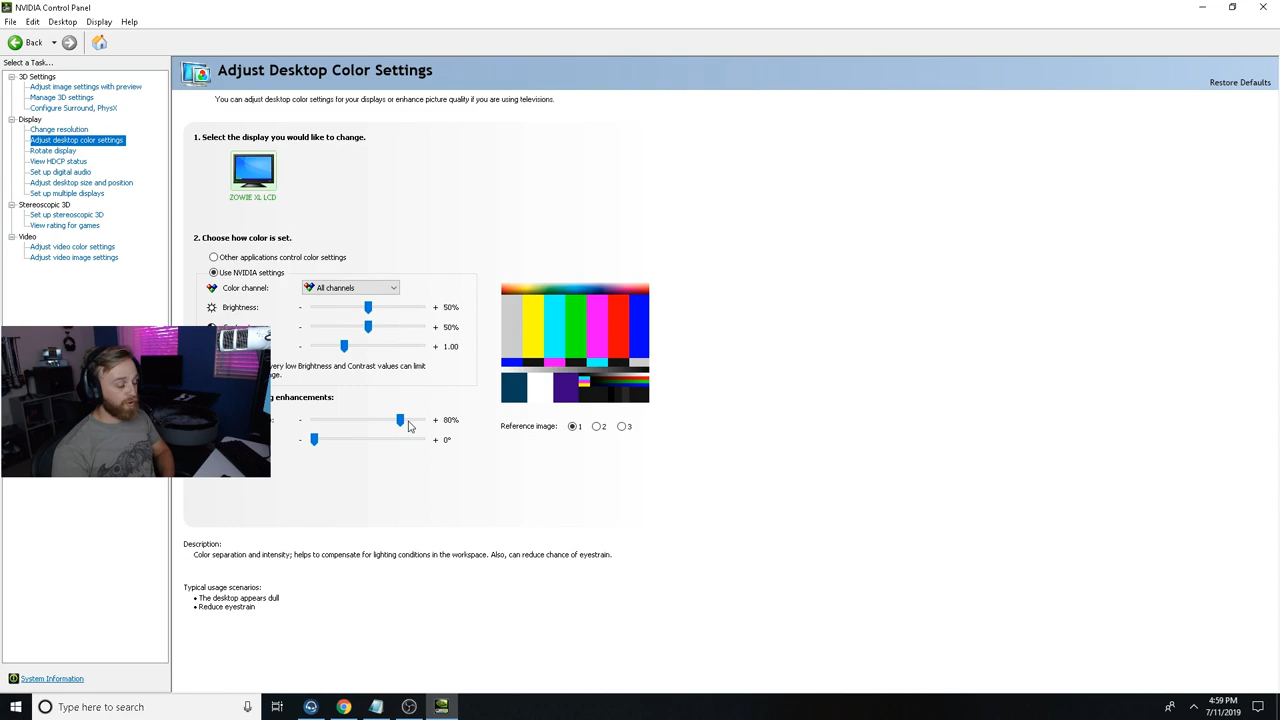 NVIDIA Control Panel
File Edit Desktop Display Help
Back
Select a Task...
3D Settings
Adjust image settings with preview
Manage 3D settings
Configure Surround, PhysX
Display
Change resolution
Adjust desktop color settings
Rotate display
View HDCP status
Set up digital audio
Adjust desktop size and position
Set up multiple displays
Stereoscopic 3D
Set up stereoscopic 3D
View rating for games
Video
Adjust video color settings
Adjust video image settings
System Information
Adjust Desktop Color Settings
Restore Defaults
You can adjust desktop color settings for your displays or enhance picture quality if you are using televisions.
1. Select the display you would like to change.
ZOWIE XL LCD
2. Choose how color is set.
Other applications control color settings
Use NVIDIA settings
Color channel: All channels
Brightness: - + 50%
- + 50%
- + 1.00
very low Brightness and Contrast values can limit
enhancements:
- + 80%
- + 0°
Reference image: 1 2 3
Description:
Color separation and intensity; helps to compensate for lighting conditions in the workspace. Also, can reduce chance of eyestrain.
Typical usage scenarios:
• The desktop appears dull
• Reduce eyestrain
Type here to search
4:59 PM
7/11/2019